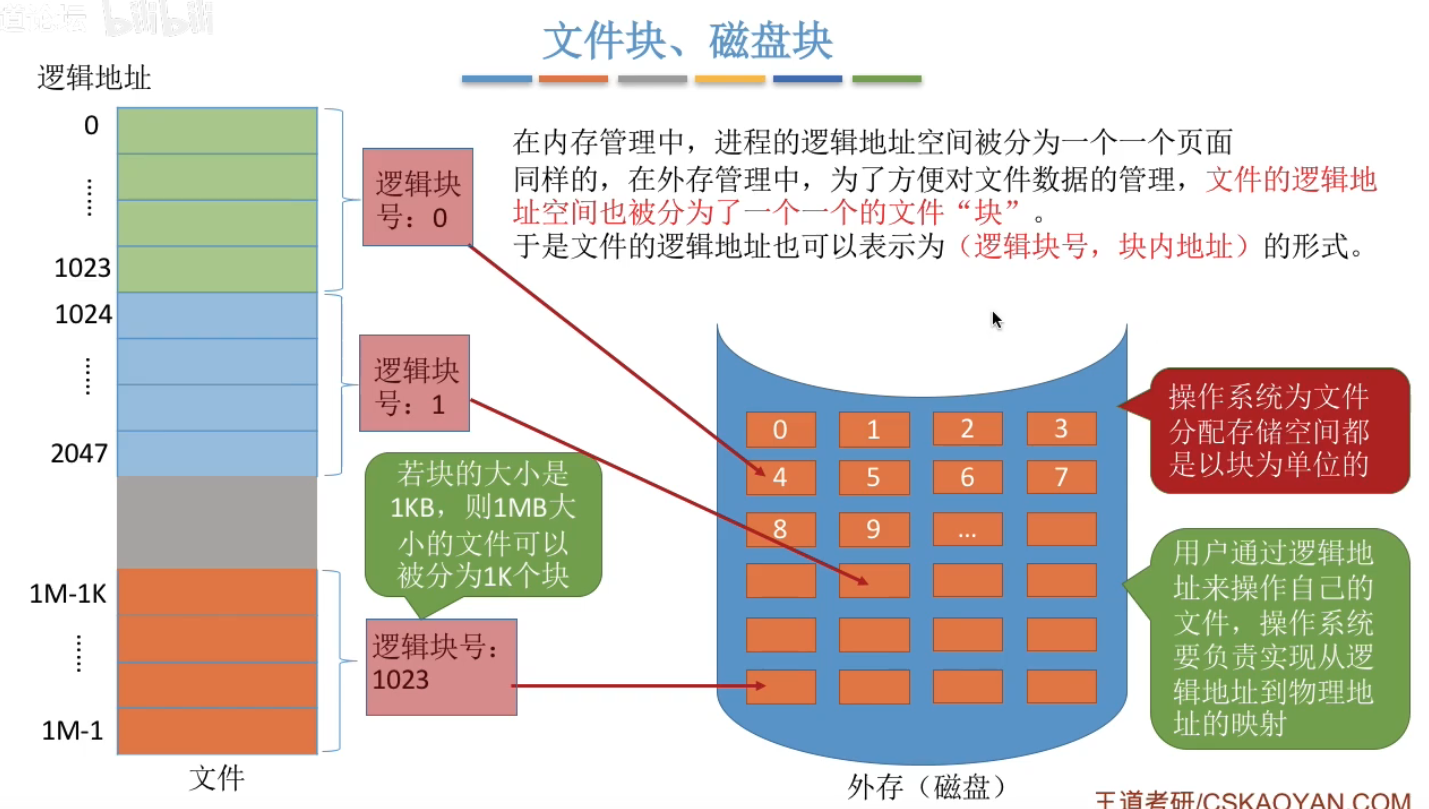 bilibili
文件块、磁盘块
逻辑地址
0
......
1023
1024
......
2047
1M-1K
......
1M-1
文件
逻辑块
号：0
逻辑块
号：1
若块的大小是
1KB，则1MB大
小的文件可以
被分为1K个块
逻辑块号：
1023
在内存管理中，进程的逻辑地址空间被分为一个一个页面
同样的，在外存管理中，为了方便对文件数据的管理，文件的逻辑地
址空间也被分为了一个一个的文件“块”。
于是文件的逻辑地址也可以表示为（逻辑块号，块内地址）的形式。
0 1 2 3
4 5 6 7
8 9 ...
外存（磁盘）
操作系统为文件
分配存储空间都
是以块为单位的
用户通过逻辑地
址来操作自己的
文件，操作系统
要负责实现从逻
辑地址到物理地
址的映射
王道考研/CSKAOYAN.COM